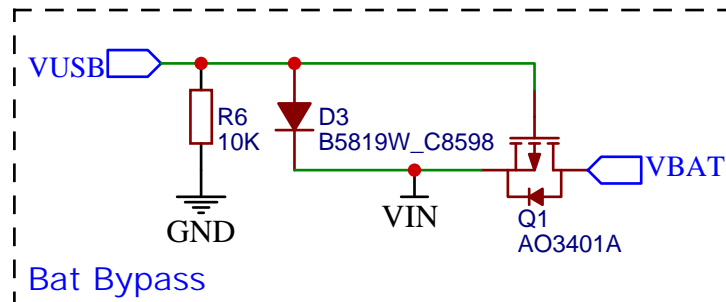 VUSB
R6
10K
D3
B5819W_C8598
VBAT
GND
VIN
Q1
AO3401A
Bat Bypass